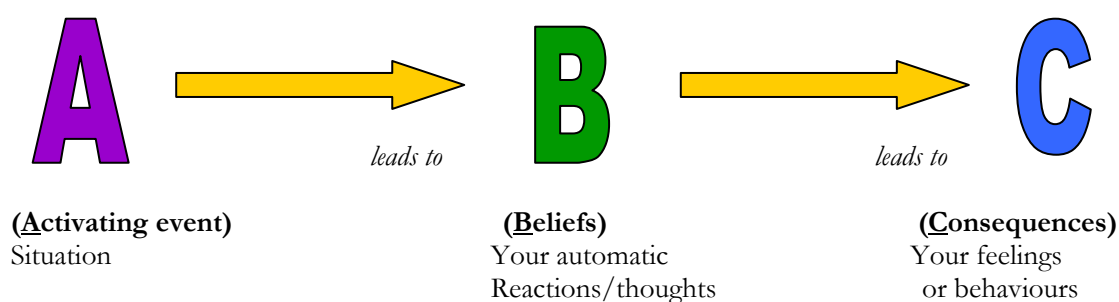 A B C
leads to leads to
(Activating event) (Beliefs) (Consequences)
Situation Your automatic Your feelings
Reactions/thoughts or behaviours